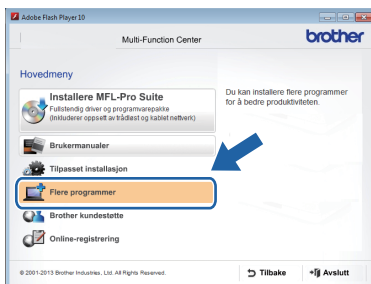 Adobe Flash Player 10
Multi-Function Center
brother
Hovedmeny
Installere MFL-Pro Suite
Fullstendig driver og
programvarepakke
(Inkluderer oppsett av trådløst og kablet nettverk)
Du kan installere flere programmer
for å bedre produktiviteten.
Brukermanualer
Tilpasset installasjon
Flere programmer
Brother kundestøtte
Online-registrering
© 2001-2013 Brother Industries, Ltd. All Rights Reserved.
Tilbake
Avslutt